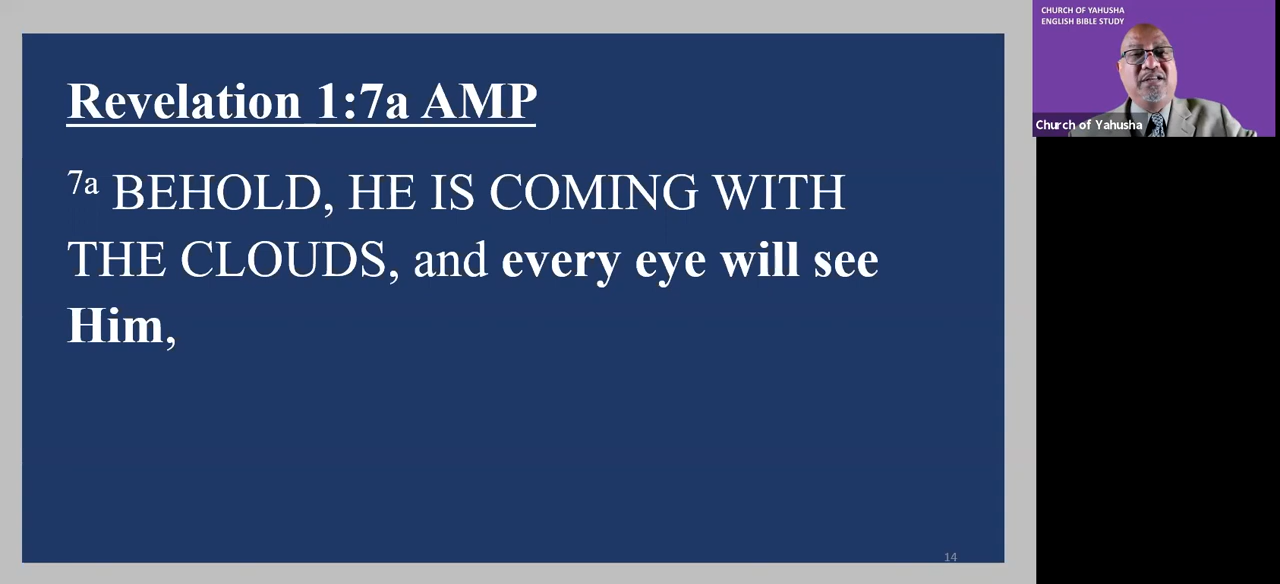 Revelation 1:7a AMP
7a BEHOLD, HE IS COMING WITH
THE CLOUDS, and every eye will see
Him,
14
CHURCH OF YAHUSHA
ENGLISH BIBLE STUDY
Church of Yahusha